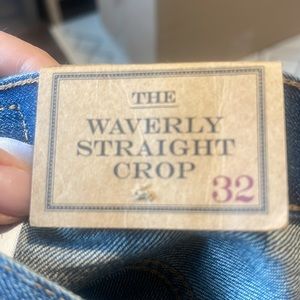 THE
WAVERLY
STRAIGHT
CROP
32